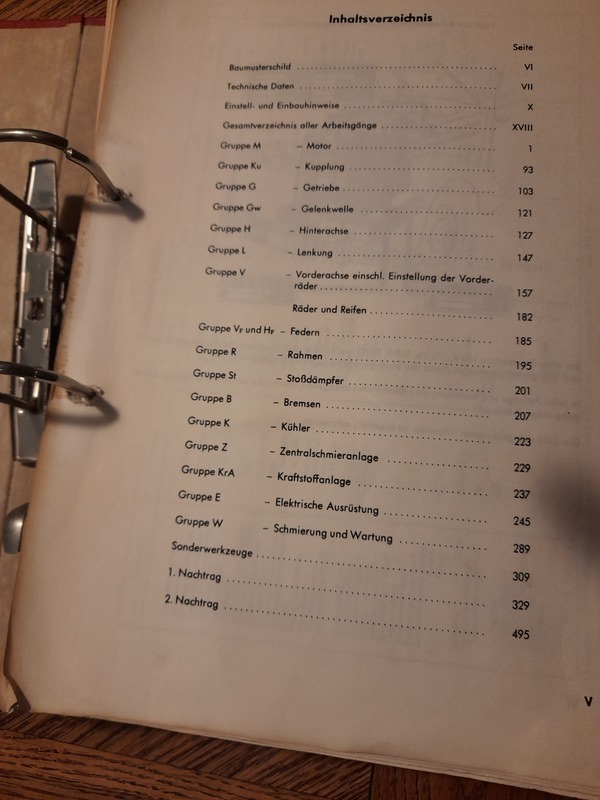 Inhaltsverzeichnis
Seite
Baumusterschild ........ VI
Technische Daten ........ VII
Einstell- und Einbauhinweise ........ X
Gesamtverzeichnis aller Arbeitsgänge ........ XVIII
Gruppe M – Motor ........ 1
Gruppe Ku – Kupplung ........ 93
Gruppe G – Getriebe ........ 103
Gruppe Gw – Gelenkwelle ........ 121
Gruppe H – Hinterachse ........ 127
Gruppe L – Lenkung ........ 147
Gruppe V – Vorderachse einschl. Einstellung der Vorder-
räder ........ 157
Räder und Reifen ........ 182
Gruppe VF und HF – Federn ........ 185
Gruppe R – Rahmen ........ 195
Gruppe St – Stoßdämpfer ........ 201
Gruppe B – Bremsen ........ 207
Gruppe K – Kühler ........ 223
Gruppe Z – Zentralschmieranlage ........ 229
Gruppe KrA – Kraftstoffanlage ........ 237
Gruppe E – Elektrische Ausrüstung ........ 245
Gruppe W – Schmierung und Wartung ........ 289
Sonderwerkzeuge ........ 309
1. Nachtrag ........ 329
2. Nachtrag ........ 495
V